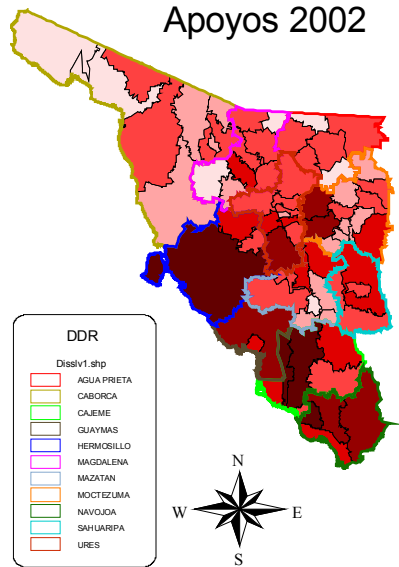 Apoyos 2002
DDR
Disslv1.shp
AGUA PRIETA
CABORCA
CAJEME
GUAYMAS
HERMOSILLO
MAGDALENA
MAZATAN
MOCTEZUMA
NAVOJOA
SAHUARIPA
URES
N
W E
S